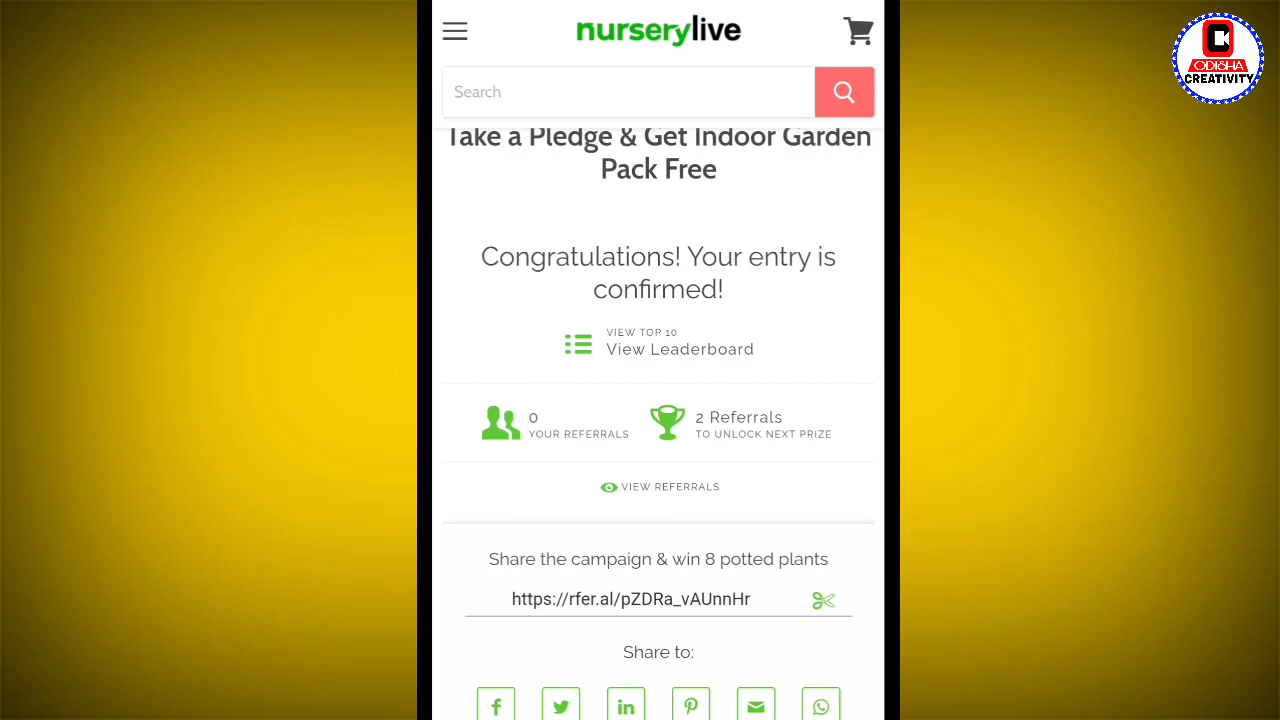 nurserylive
ODISHA
CREATIVITY
Search
Take a Pledge & Get Indoor Garden
Pack Free
Congratulations! Your entry is
confirmed!
VIEW TOP 10
View Leaderboard
0
YOUR REFERRALS
2 Referrals
TO UNLOCK NEXT PRIZE
VIEW REFERRALS
Share the campaign & win 8 potted plants
https://rfer.al/pZDRa_vAUnnHr
Share to: